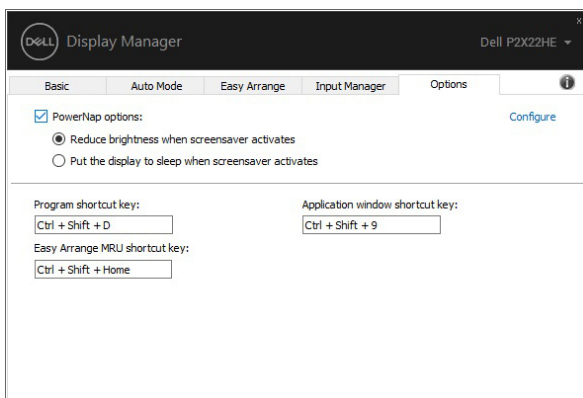 DELL Display Manager Dell P2X22HE
Basic Auto Mode Easy Arrange Input Manager Options
PowerNap options: Configure
Reduce brightness when screensaver activates
Put the display to sleep when screensaver activates
Program shortcut key: Application window shortcut key:
Ctrl + Shift + D Ctrl + Shift + 9
Easy Arrange MRU shortcut key:
Ctrl + Shift + Home